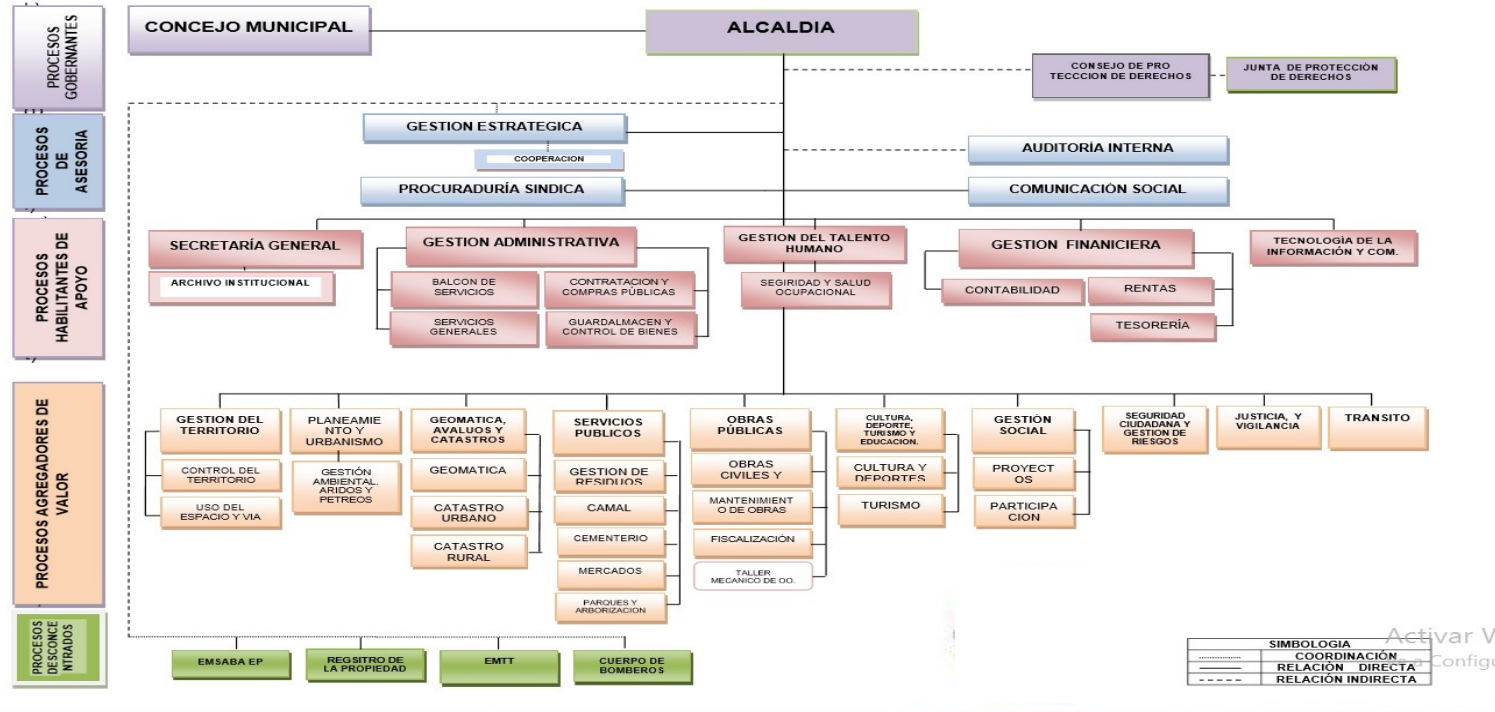 PROCESOS
GOBERNANTES
CONCEJO MUNICIPAL
ALCALDIA
CONSEJO DE PRO
TECCCION DE DERECHOS
JUNTA DE PROTECCIÒN
DE DERECHOS
PROCESOS
DE
ASESORIA
GESTION ESTRATEGICA
COOPERACION
AUDITORÍA INTERNA
PROCURADURÍA SINDICA
COMUNICACIÓN SOCIAL
PROCESOS
HABILITANTES DE
APOYO
SECRETARÍA GENERAL
ARCHIVO INSTITUCIONAL
GESTION ADMINISTRATIVA
BALCON DE
SERVICIOS
CONTRATACION Y
COMPRAS PÚBLICAS
SERVICIOS
GENERALES
GUARDALMACEN Y
CONTROL DE BIENES
GESTION DEL TALENTO
HUMANO
SEGIRIDAD Y SALUD
OCUPACIONAL
GESTION FINANCIERA
CONTABILIDAD
RENTAS
TESORERÍA
TECNOLOGÌA DE LA
INFORMACIÓN Y COM.
PROCESOS AGREGADORES DE
VALOR
GESTION DEL
TERRITORIO
CONTROL DEL
TERRITORIO
USO DEL
ESPACIO Y VIA
PLANEAMIE
NTO Y
URBANISMO
GESTIÓN
AMBIENTAL.
ARIDOS Y
PETREOS
GEOMATICA,
AVALUOS Y
CATASTROS
GEOMATICA
CATASTRO
URBANO
CATASTRO
RURAL
SERVICIOS
PUBLICOS
GESTION DE
RESIDUOS
CAMAL
CEMENTERIO
MERCADOS
PARQUES Y
ARBORIZACION
OBRAS
PÚBLICAS
OBRAS
CIVILES Y
MANTENIMIENT
O DE OBRAS
FISCALIZACIÓN
TALLER
MECANICO DE OO.
CULTURA,
DEPORTE,
TURISMO Y
EDUCACION.
CULTURA Y
DEPORTES
TURISMO
GESTIÓN
SOCIAL
PROYECT
OS
PARTICIPA
CION
SEGURIDAD
CIUDADANA Y
GESTION DE
RIESGOS
JUSTICIA, Y
VIGILANCIA
TRANSITO
PROCESOS
DESCONCE
NTRADOS
EMSABA EP
REGSITRO DE
LA PROPIEDAD
EMTT
CUERPO DE
BOMBEROS
SIMBOLOGIA
COORDINACIÓN
RELACIÓN DIRECTA
RELACIÓN INDIRECTA
Activar
a Configu